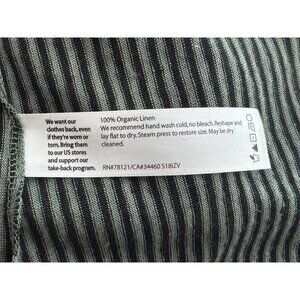 We want our
clothes back, even
if they're worn or
torn. Bring them
to our US stores
and support our
take-back program.
100% Organic Linen
We recommend hand wash cold, no bleach. Reshape and
lay flat to dry. Steam press to restore size. May be dry
cleaned.
RN#78121/CA#34460 S18IZV